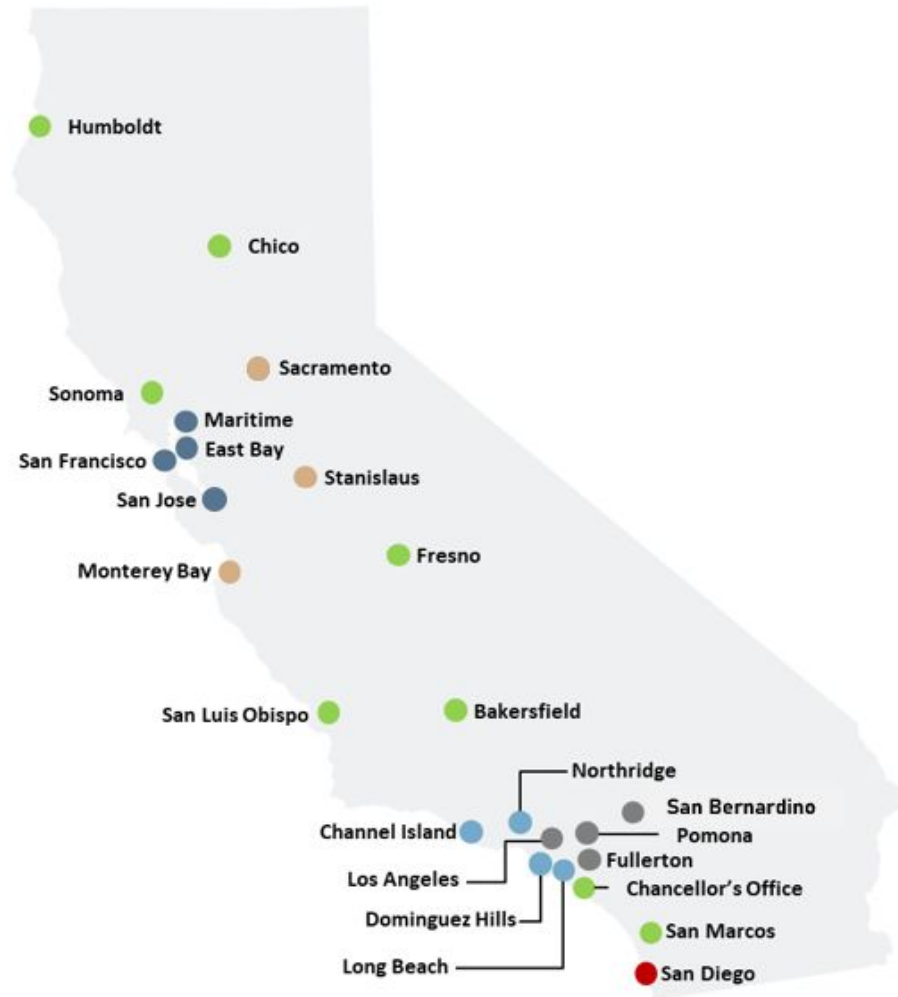 Humboldt
Chico
Sacramento
Sonoma
Maritime
East Bay
San Francisco
Stanislaus
San Jose
Fresno
Monterey Bay
San Luis Obispo
Bakersfield
Northridge
San Bernardino
Channel Island
Pomona
Fullerton
Los Angeles
Chancellor's Office
Dominguez Hills
San Marcos
Long Beach
San Diego